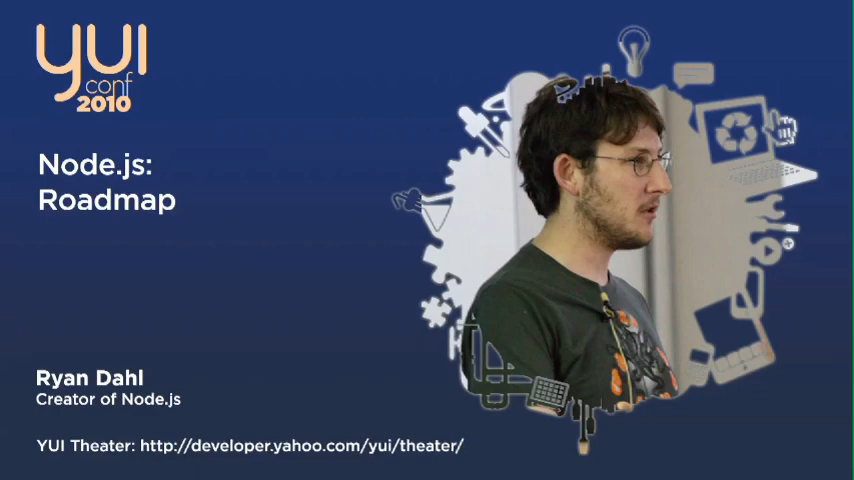 YUI
conf
2010
Node.js:
Roadmap
Ryan Dahl
Creator of Node.js
YUI Theater: http://developer.yahoo.com/yui/theater/